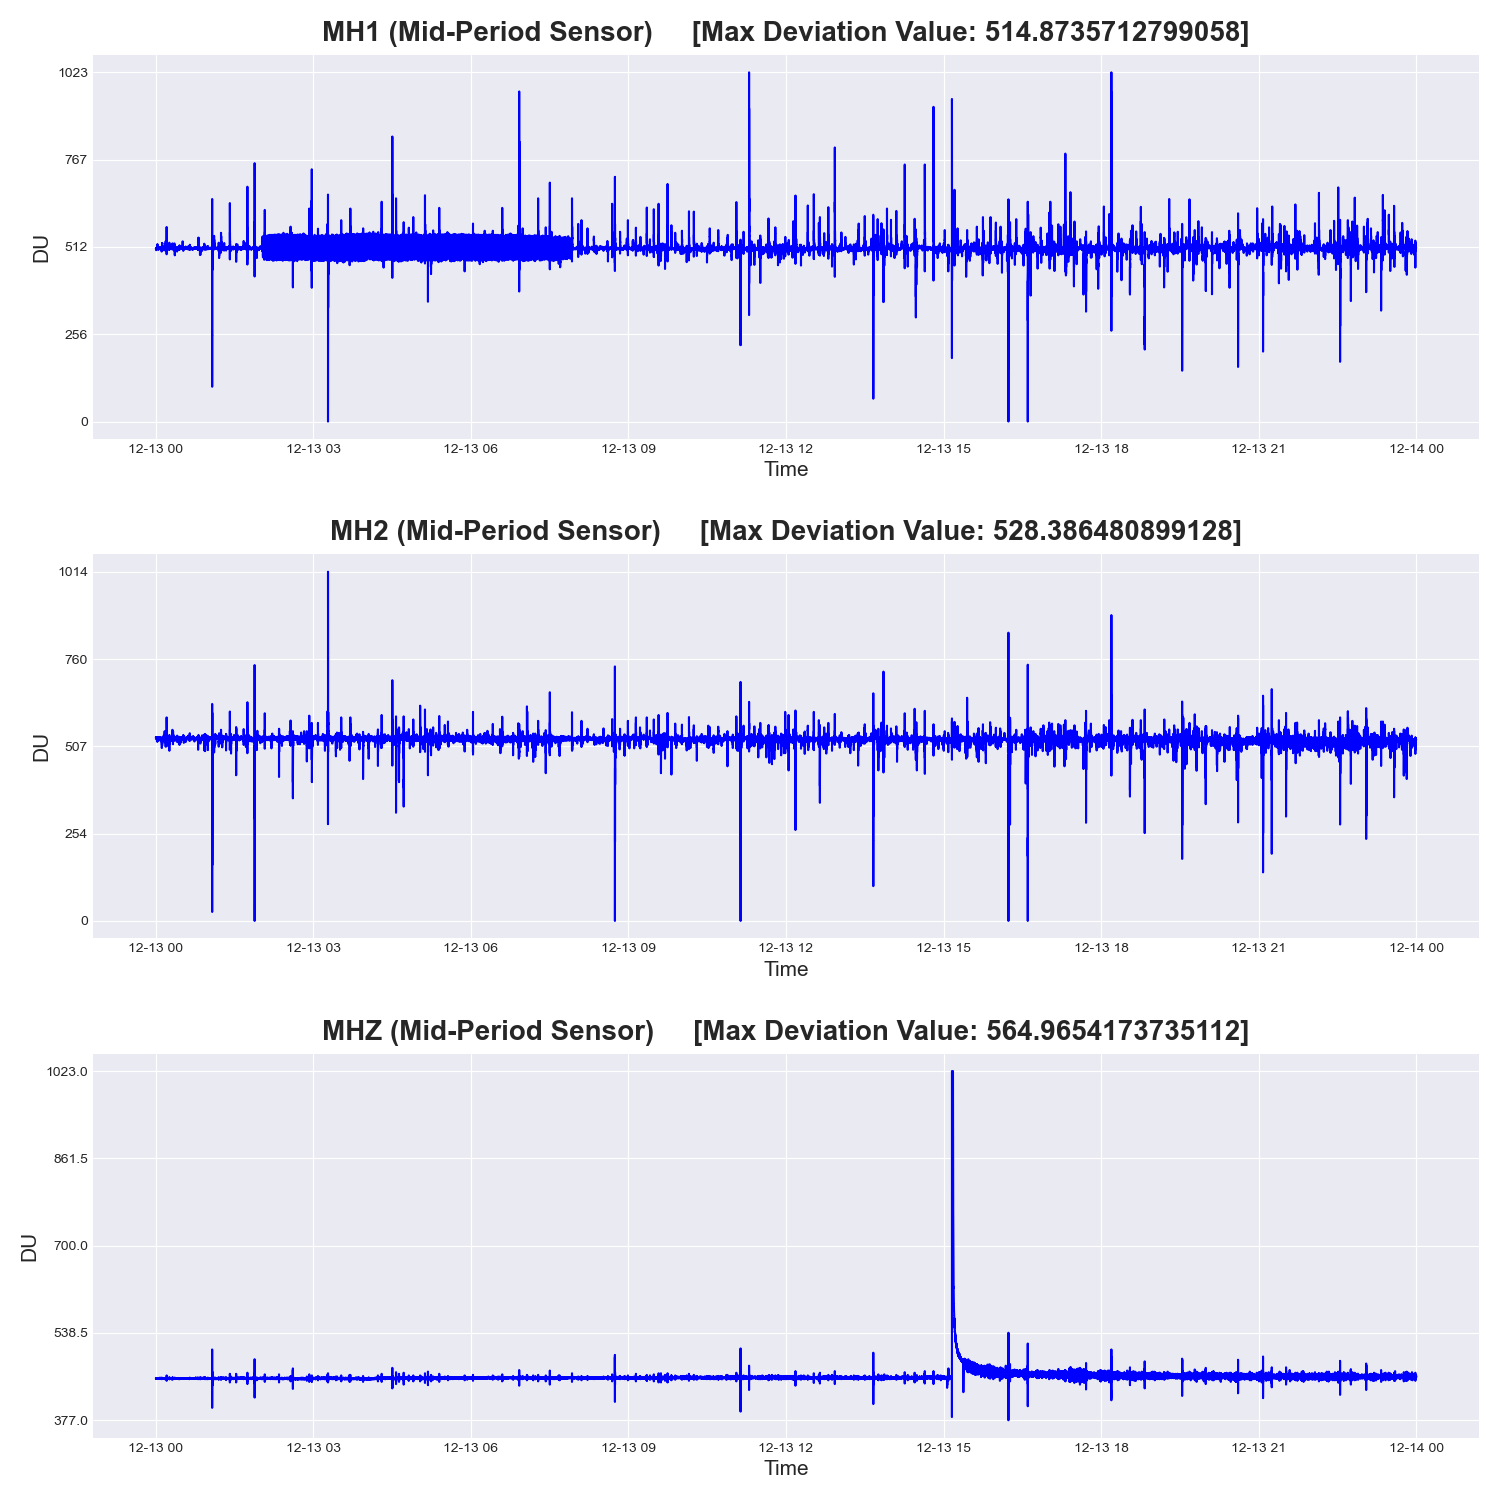 MH1 (Mid-Period Sensor) [Max Deviation Value: 514.8735712799058]
1023
767
512
256
0
DU
12-13 00 12-13 03 12-13 06 12-13 09 12-13 12 12-13 15 12-13 18 12-13 21 12-14 00
Time
MH2 (Mid-Period Sensor) [Max Deviation Value: 528.386480899128]
1014
760
507
254
0
DU
12-13 00 12-13 03 12-13 06 12-13 09 12-13 12 12-13 15 12-13 18 12-13 21 12-14 00
Time
MHZ (Mid-Period Sensor) [Max Deviation Value: 564.9654173735112]
1023.0
861.5
700.0
538.5
377.0
DU
12-13 00 12-13 03 12-13 06 12-13 09 12-13 12 12-13 15 12-13 18 12-13 21 12-14 00
Time